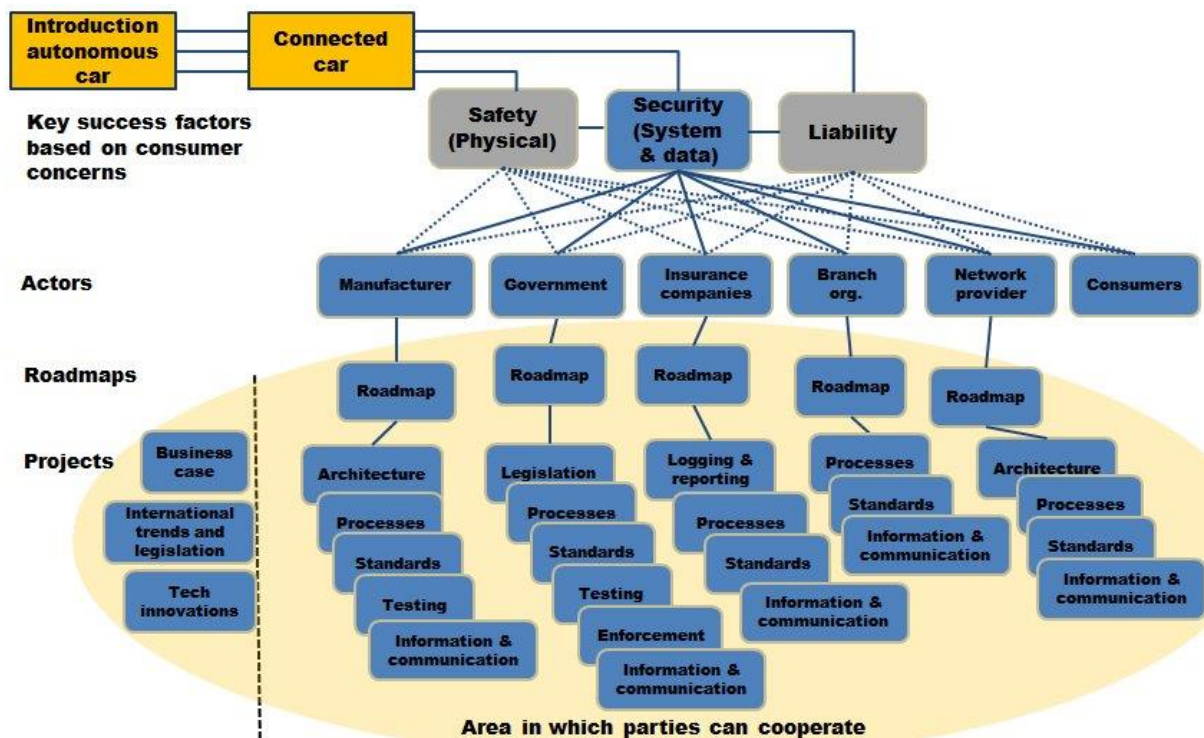 Introduction
autonomous
car
Connected
car
Key success factors
based on consumer
concerns
Safety
(Physical)
Security
(System
& data)
Liability
Actors
Manufacturer
Government
Insurance
companies
Branch
org.
Network
provider
Consumers
Roadmaps
Roadmap
Roadmap
Roadmap
Roadmap
Roadmap
Projects
Business
case
International
trends and
legislation
Tech
innovations
Architecture
Processes
Standards
Testing
Information &
communication
Legislation
Processes
Standards
Testing
Enforcement
Information &
communication
Logging &
reporting
Processes
Standards
Information &
communication
Processes
Standards
Information &
communication
Architecture
Processes
Standards
Information &
communication
Area in which parties can cooperate